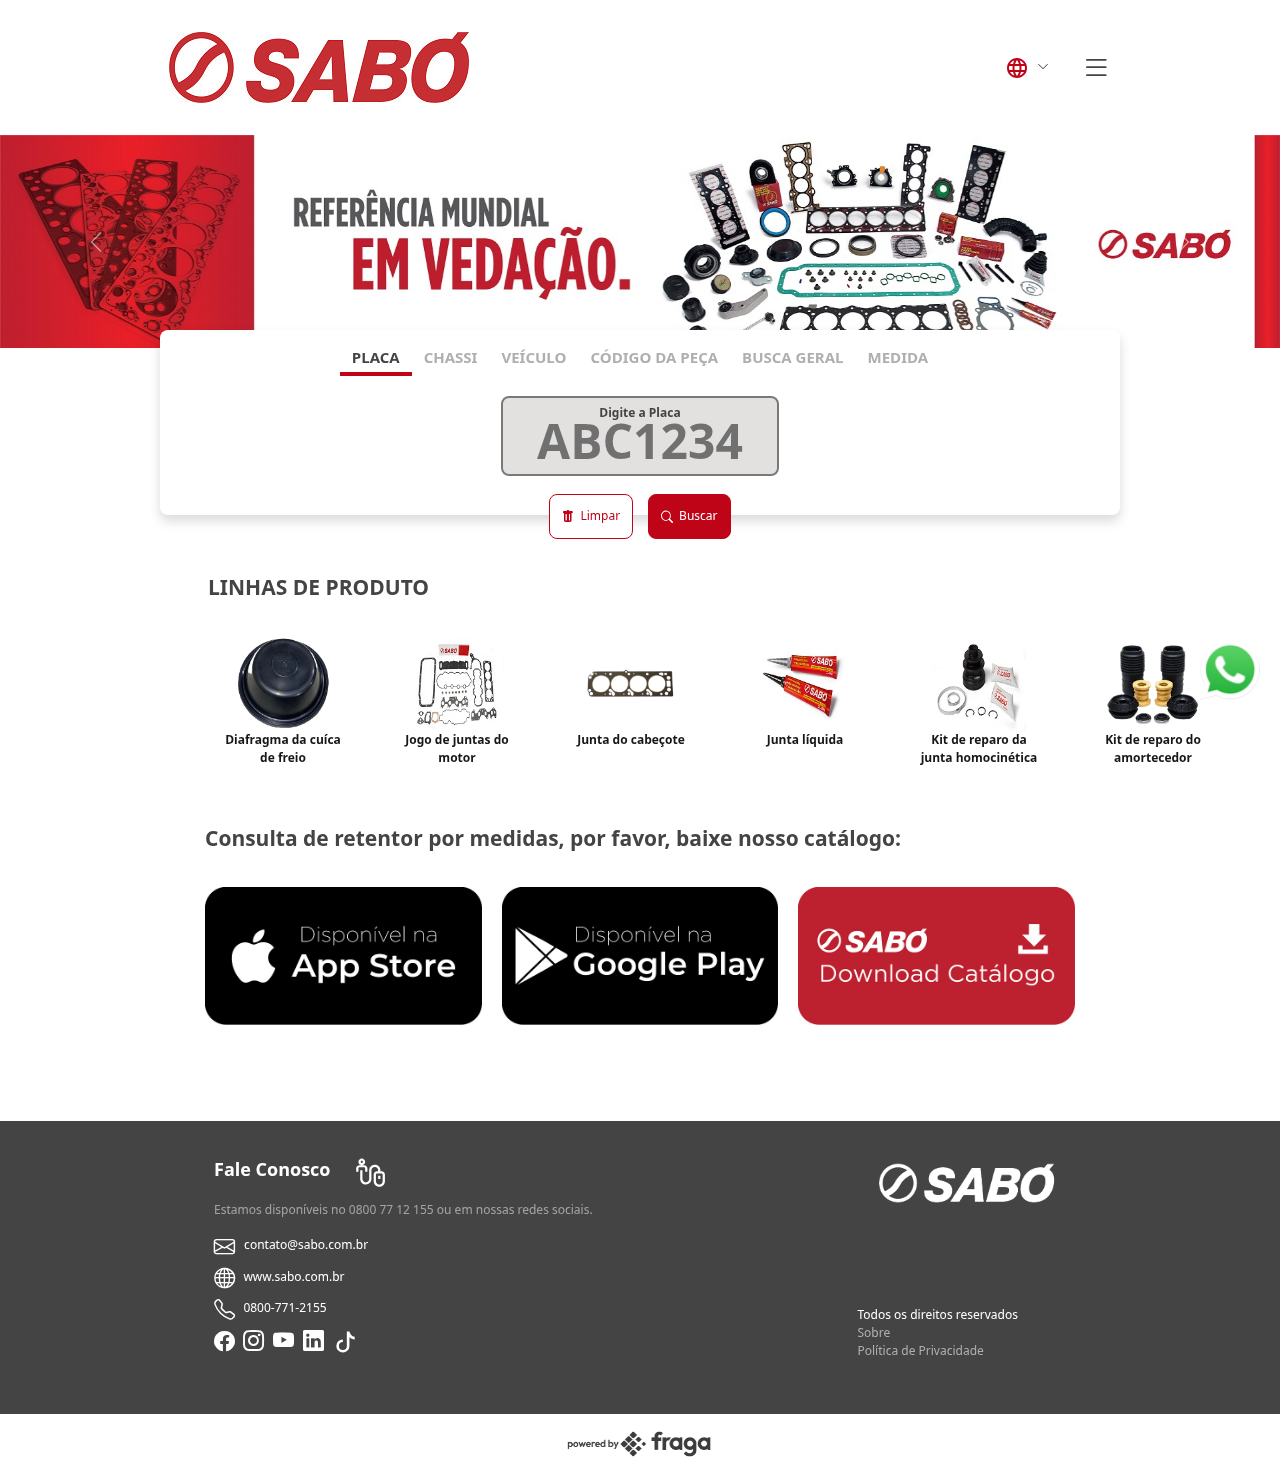 SABÓ
REFERÊNCIA MUNDIAL
EM VEDAÇÃO.
SABÓ
PLACA CHASSI VEÍCULO CÓDIGO DA PEÇA BUSCA GERAL MEDIDA
Digite a Placa
ABC1234
Limpar Buscar
LINHAS DE PRODUTO
SABÓ
SABÓ
SABÓ
Diafragma da cuíca
de freio
Jogo de juntas do
motor
Junta do cabeçote
Junta líquida
Kit de reparo da
junta homocinética
Kit de reparo do
amortecedor
Consulta de retentor por medidas, por favor, baixe nosso catálogo:
Disponível na
App Store
Disponível na
Google Play
SABÓ
Download Catálogo
Fale Conosco
SABÓ
Estamos disponíveis no 0800 77 12 155 ou em nossas redes sociais.
contato@sabo.com.br
www.sabo.com.br
0800-771-2155
Todos os direitos reservados
Sobre
Política de Privacidade
powered by fraga